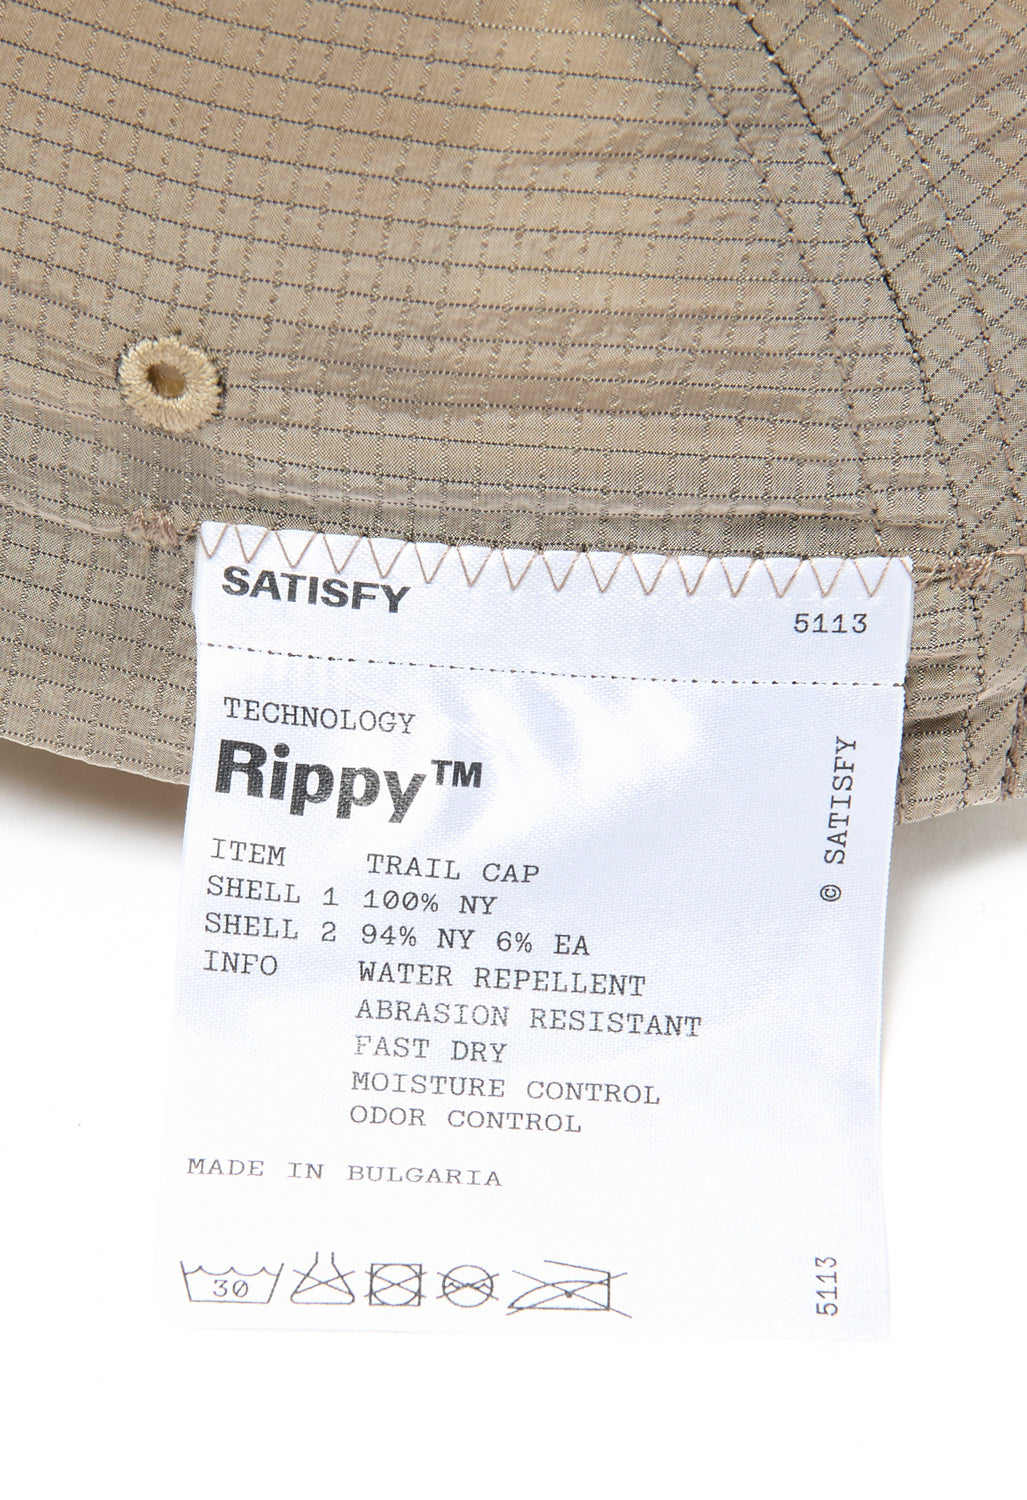 SATISFY
5113
TECHNOLOGY
Rippy™
© SATISFY
ITEM TRAIL CAP
SHELL 1 100% NY
SHELL 2 94% NY 6% EA
INFO WATER REPELLENT
ABRASION RESISTANT
FAST DRY
MOISTURE CONTROL
ODOR CONTROL
MADE IN BULGARIA
30
5113